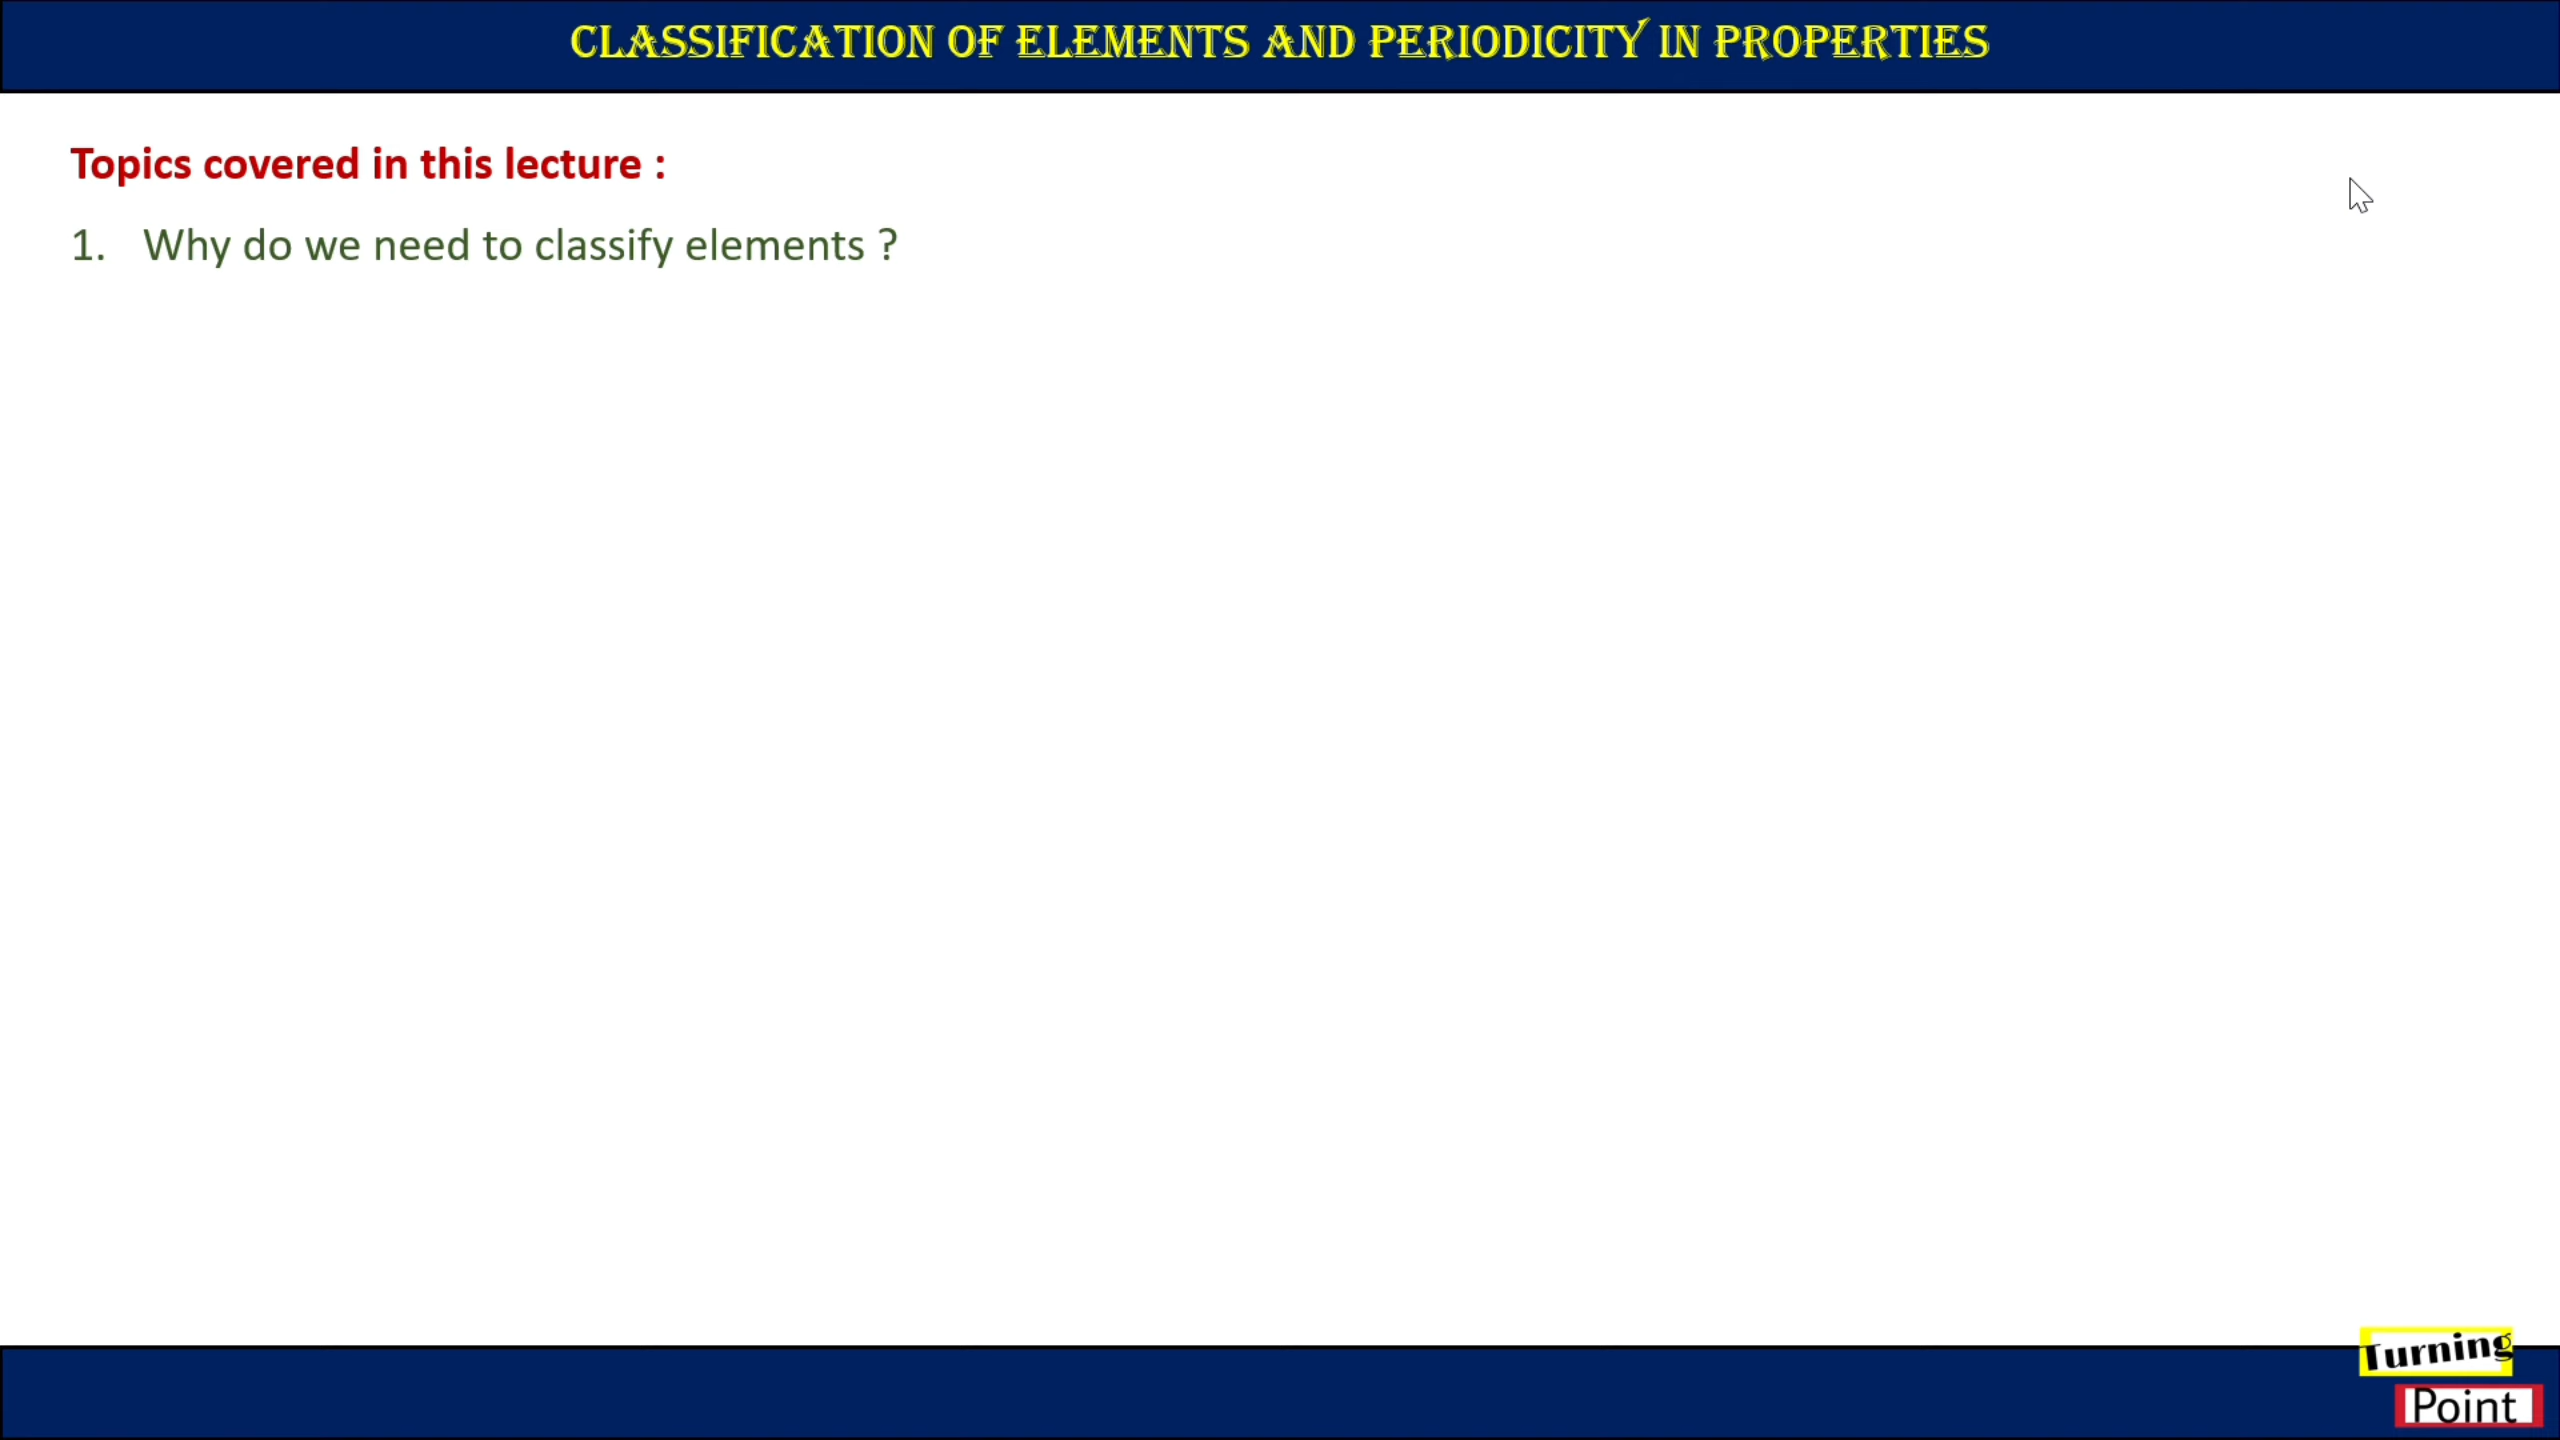 CLASSIFICATION OF ELEMENTS AND PERIODICITY IN PROPERTIES
Topics covered in this lecture :
1. Why do we need to classify elements ?
Turning
Point